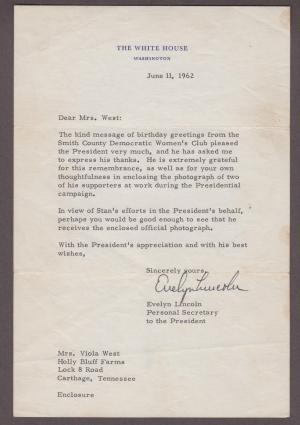 THE WHITE HOUSE
WASHINGTON
June 11, 1962
Dear Mrs. West:
The kind message of birthday greetings from the
Smith County Democratic Women's Club pleased
the President very much, and he has asked me
to express his thanks. He is extremely grateful
for this remembrance, as well as for your own
thoughtfulness in enclosing the photograph of two
of his supporters at work during the Presidential
campaign.
In view of Stan's efforts in the President's behalf,
perhaps you would be good enough to see that he
receives the enclosed official photograph.
With the President's appreciation and with his best
wishes,
Sincerely yours,
Evelyn Lincoln
Evelyn Lincoln
Personal Secretary
to the President
Mrs. Viola West
Holly Bluff Farms
Lock 8 Road
Carthage, Tennessee
Enclosure